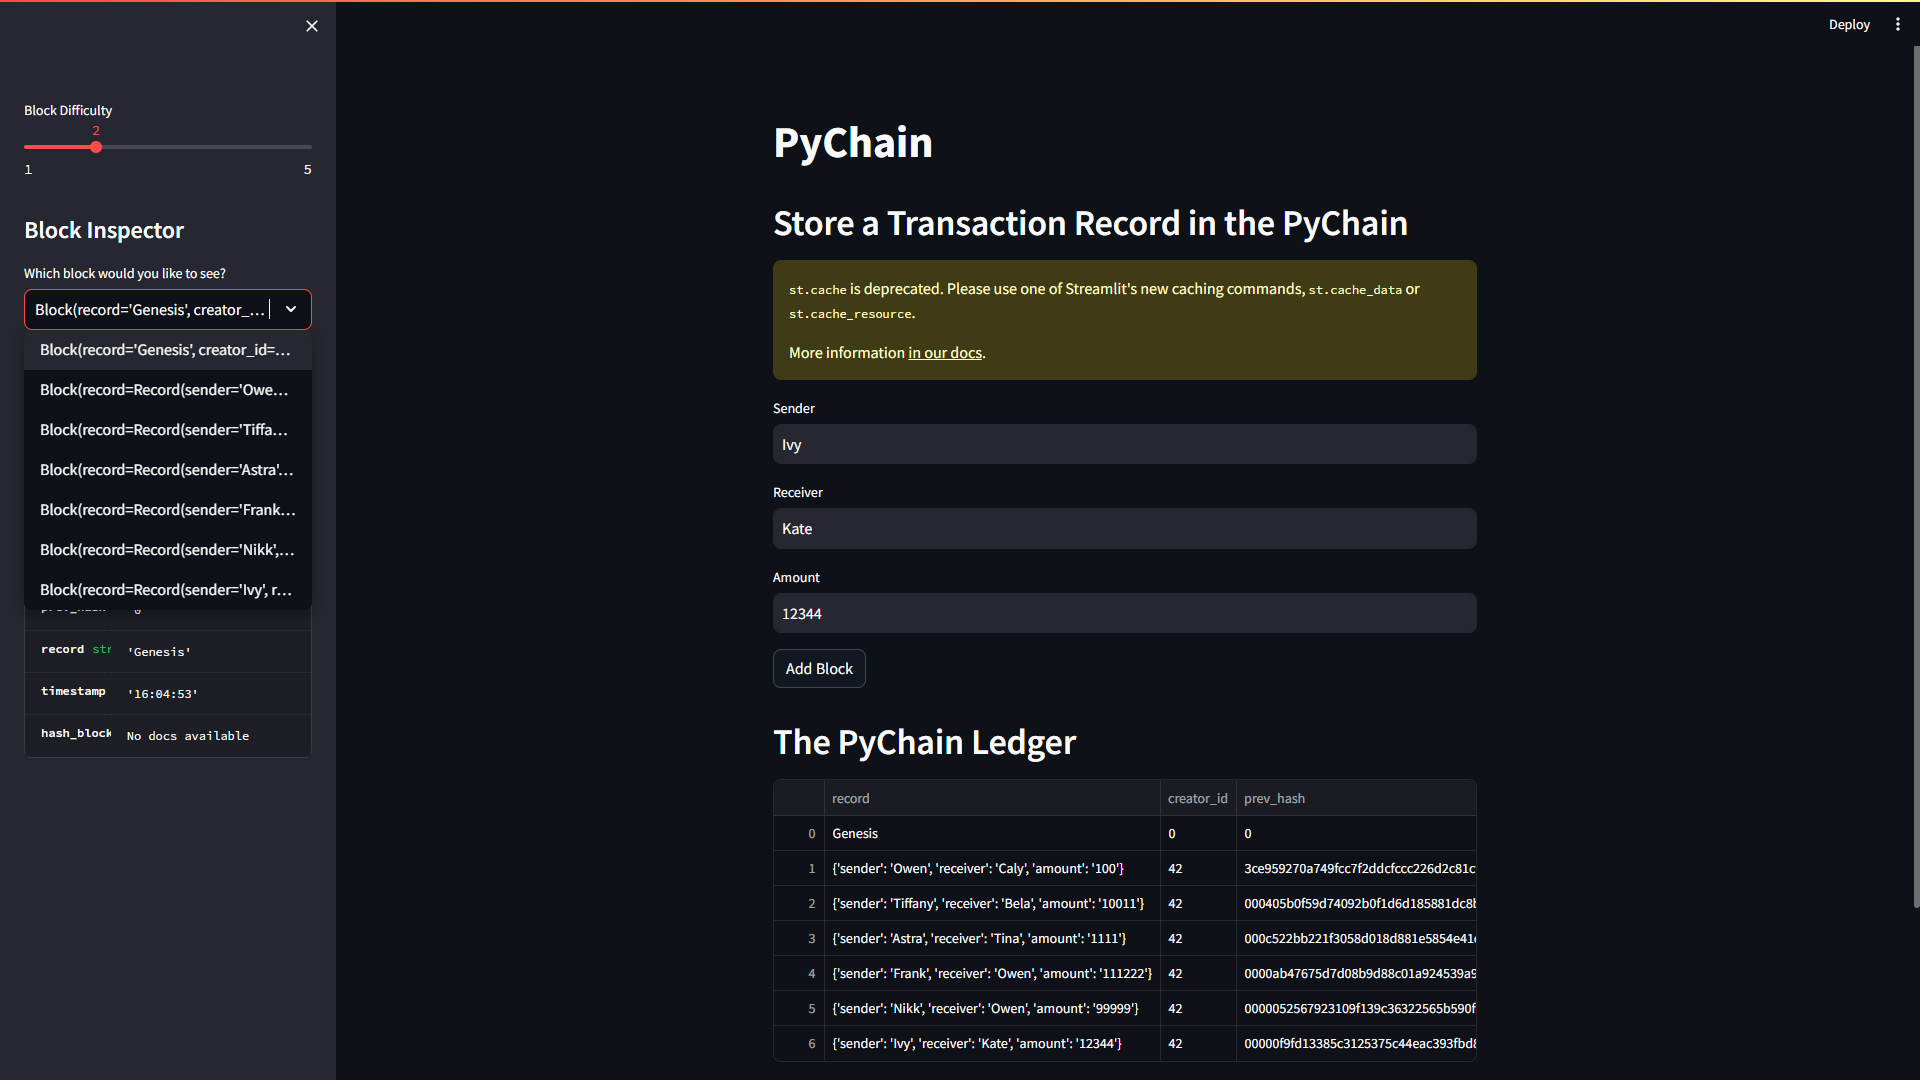 Deploy
Block Difficulty
2
1
5
Block Inspector
Which block would you like to see?
Block(record='Genesis', creator_...
Block(record='Genesis', creator_id=...
Block(record=Record(sender='Owe...
Block(record=Record(sender='Tiffa...
Block(record=Record(sender='Astra'...
Block(record=Record(sender='Frank...
Block(record=Record(sender='Nikk',...
Block(record=Record(sender='Ivy', r...
record str 'Genesis'
timestamp '16:04:53'
hash_block No docs available
PyChain
Store a Transaction Record in the PyChain
st.cache is deprecated. Please use one of Streamlit's new caching commands, st.cache_data or
st.cache_resource.
More information in our docs.
Sender
Ivy
Receiver
Kate
Amount
12344
Add Block
The PyChain Ledger
record creator_id prev_hash
0 Genesis 0 0
1 {'sender': 'Owen', 'receiver': 'Caly', 'amount': '100'} 42 3ce959270a749fcc7f2ddcfccc226d2c81c
2 {'sender': 'Tiffany', 'receiver': 'Bela', 'amount': '10011'} 42 000405b0f59d74092b0f1d6d185881dc8b
3 {'sender': 'Astra', 'receiver': 'Tina', 'amount': '1111'} 42 000c522bb221f3058d018d881e5854e41
4 {'sender': 'Frank', 'receiver': 'Owen', 'amount': '111222'} 42 0000ab47675d7d08b9d88c01a924539a9
5 {'sender': 'Nikk', 'receiver': 'Owen', 'amount': '99999'} 42 0000052567923109f139c36322565b590f
6 {'sender': 'Ivy', 'receiver': 'Kate', 'amount': '12344'} 42 00000f9fd13385c3125375c44eac393fbd8